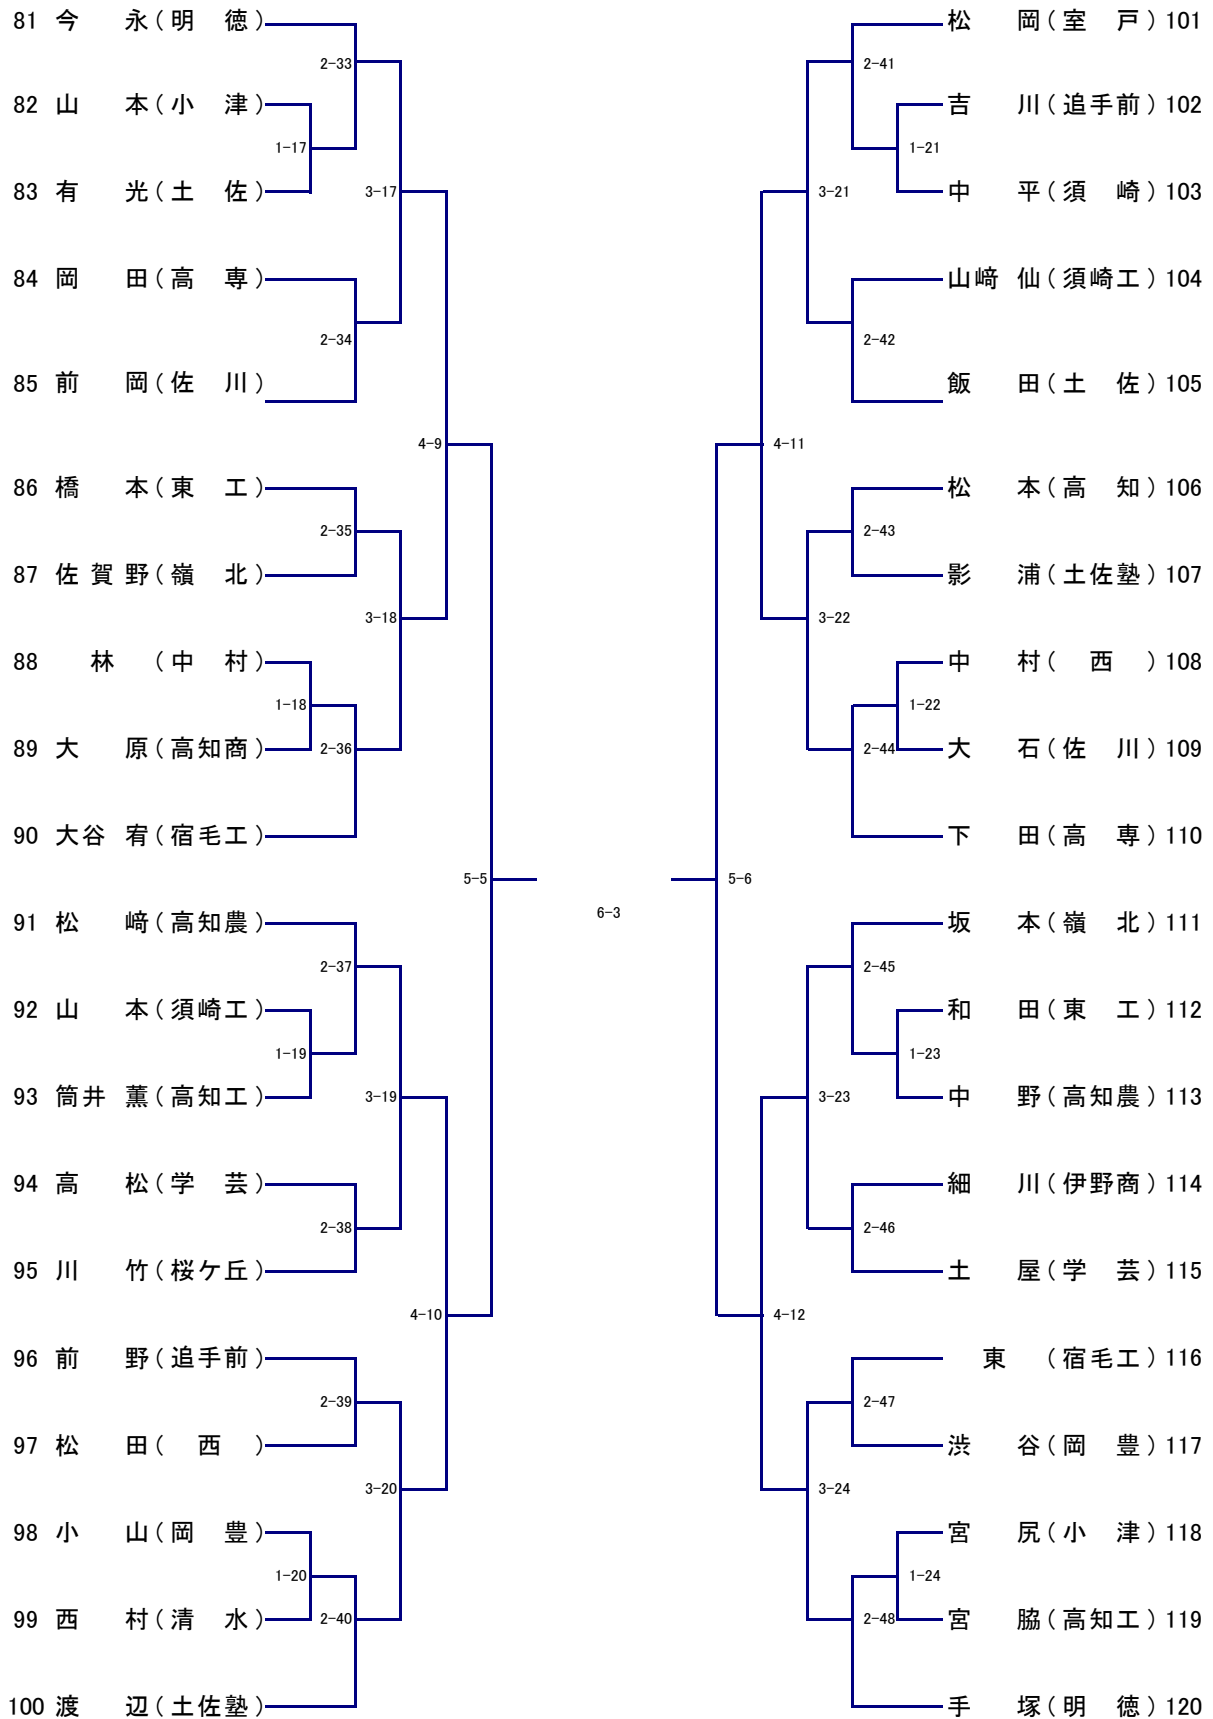 81 今 永(明 徳)
2-33
82 山 本(小 津)
1-17
83 有 光(土 佐)
3-17
84 岡 田(高 専)
2-34
85 前 岡(佐 川)
4-9
86 橋 本(東 工)
2-35
87 佐賀野(嶺 北)
3-18
88 林 (中 村)
1-18
89 大 原(高知商)
2-36
90 大谷 宥(宿毛工)
5-5
91 松 﨑(高知農)
2-37
92 山 本(須崎工)
1-19
93 筒井 薫(高知工)
3-19
94 高 松(学 芸)
2-38
95 川 竹(桜ケ丘)
4-10
96 前 野(追手前)
2-39
97 松 田( 西 )
3-20
98 小 山(岡 豊)
1-20
99 西 村(清 水)
2-40
100 渡 辺(土佐塾)
6-3
松 岡(室 戸)101
2-41
吉 川(追手前)102
1-21
中 平(須 崎)103
3-21
山﨑 仙(須崎工)104
2-42
飯 田(土 佐)105
4-11
松 本(高 知)106
2-43
影 浦(土佐塾)107
3-22
中 村( 西 )108
1-22
大 石(佐 川)109
2-44
下 田(高 専)110
5-6
坂 本(嶺 北)111
2-45
和 田(東 工)112
1-23
中 野(高知農)113
3-23
細 川(伊野商)114
2-46
土 屋(学 芸)115
4-12
東 (宿毛工)116
2-47
渋 谷(岡 豊)117
3-24
宮 尻(小 津)118
1-24
宮 脇(高知工)119
2-48
手 塚(明 徳)120